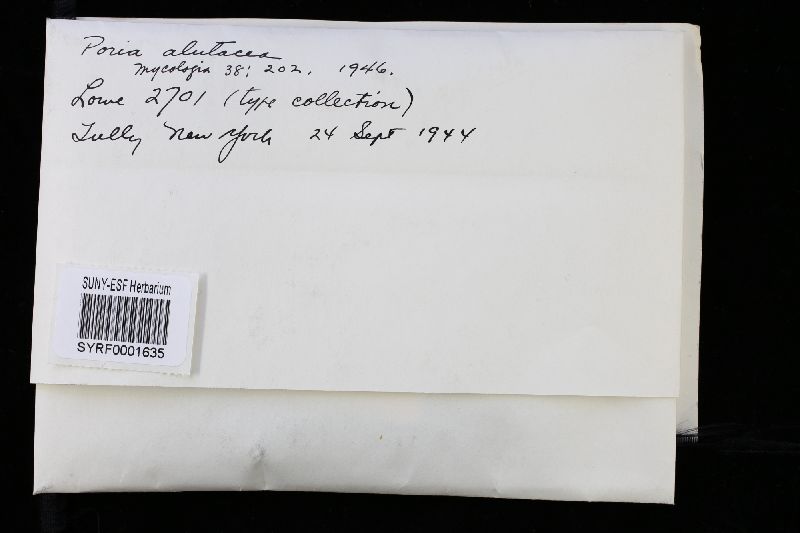 Poria alutacea
Mycologia 38: 202. 1946.
Lowe 2701 (type collection)
Tully New York 24 Sept 1944
SUNY-ESF Herbarium
SYRF0001635